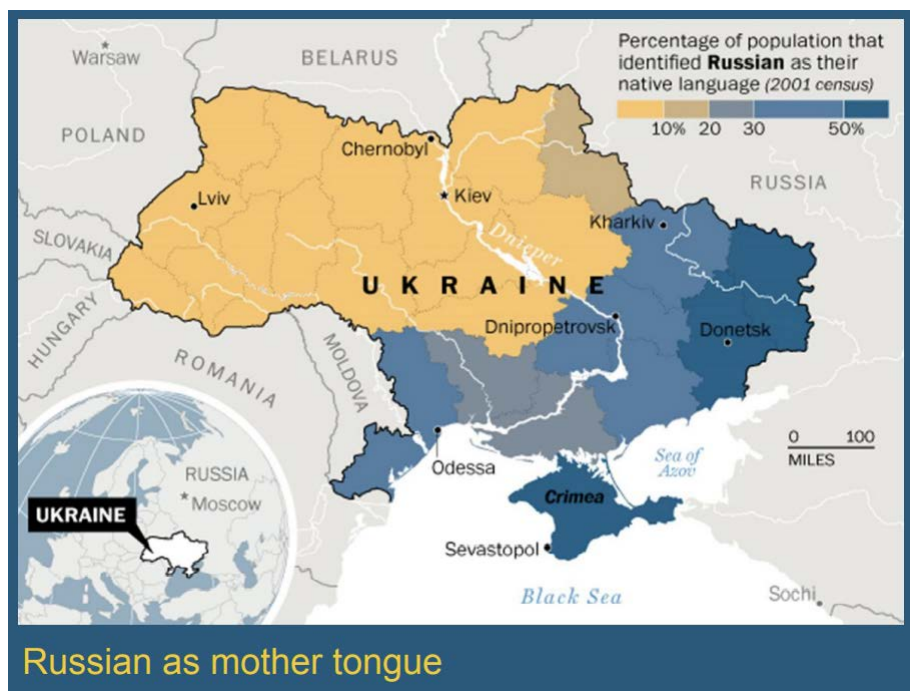 Percentage of population that
identified Russian as their
native language (2001 census)
10% 20 30 50%
Warsaw
BELARUS
POLAND
Chernobyl
RUSSIA
Lviv
Kiev
Kharkiv
SLOVAKIA
Dnieper
UKRAINE
HUNGARY
Dnipropetrovsk
Donetsk
MOLDOVA
ROMANIA
0 100
MILES
Odessa
Sea of
Azov
RUSSIA
Moscow
Crimea
UKRAINE
Sevastopol
Black Sea
Sochi
Russian as mother tongue